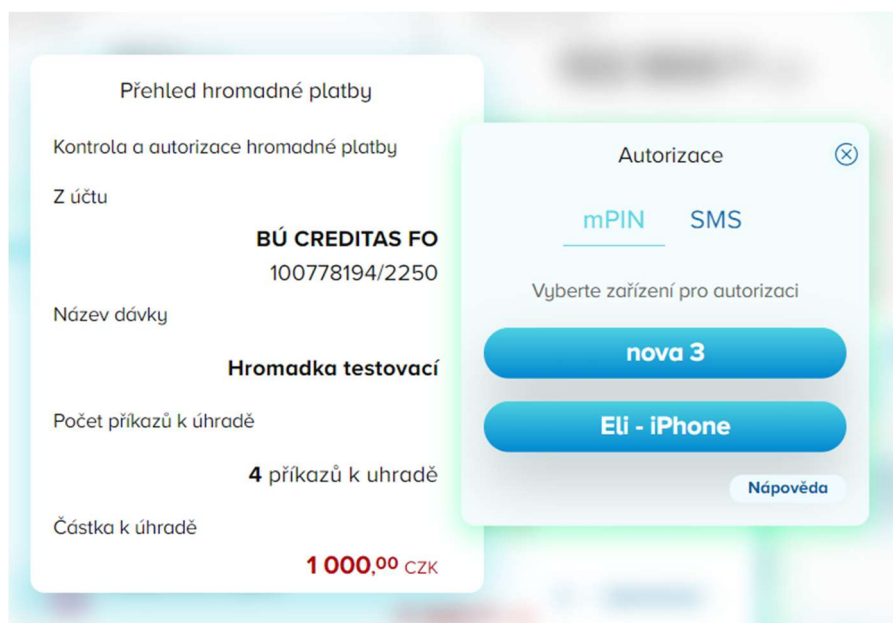 Přehled hromadné platby
Kontrola a autorizace hromadné platby
Z účtu
BÚ CREDITAS FO
100778194/2250
Název dávky
Hromadka testovací
Počet příkazů k úhradě
4 příkazů k uhradě
Částka k úhradě
1 000,00 CZK
Autorizace
mPIN SMS
Vyberte zařízení pro autorizaci
nova 3
Eli - iPhone
Nápověda